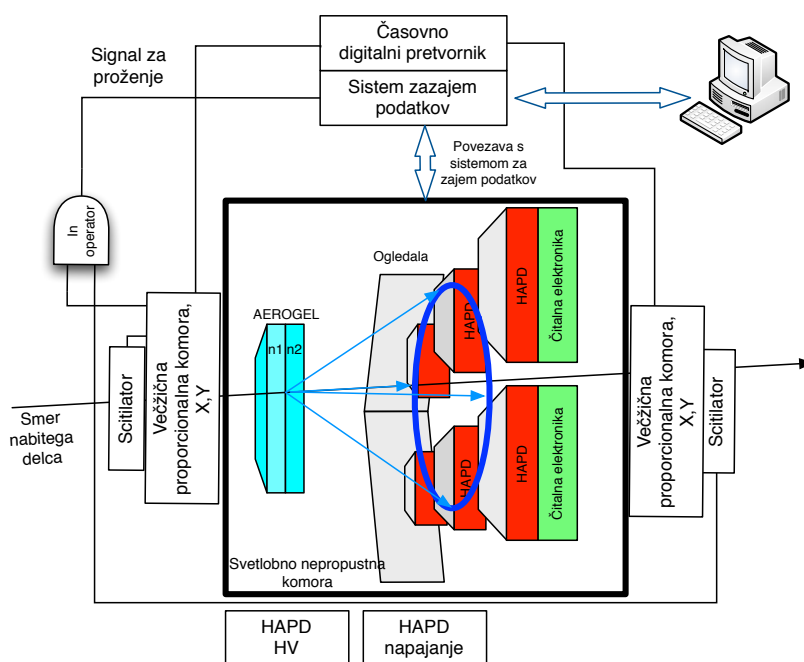 Časovno
digitalni pretvornik
Signal za
proženje
Sistem zazajem
podatkov
Povezava s
sistemom za
zajem podatkov
In
operator
Ogledala
AEROGEL
n1
n2
HAPD
HAPD
HAPD
HAPD
Čitalna elektronika
Čitalna elektronika
Scitilator
Večžična
proporcionalna komora,
X,Y
Večžična
proporcionalna komora,
X,Y
Scitilator
Smer
nabitega
delca
Svetlobno nepropustna
komora
HAPD
HV
HAPD
napajanje